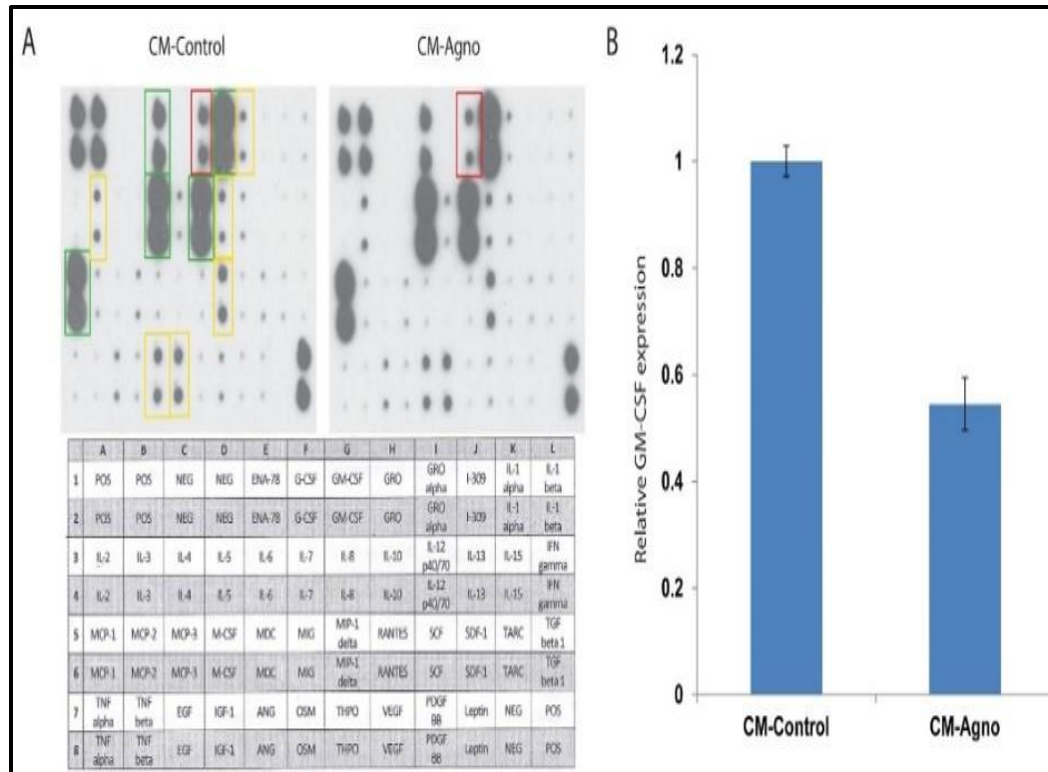 A
CM-Control
CM-Agno
B
A B C D E F G H I J K L
1 POS POS NEG NEG ENA-78 G-CSF GM-CSF GRO GRO alpha I-309 IL-1 alpha IL-1 beta
2 POS POS NEG NEG ENA-78 G-CSF GM-CSF GRO GRO alpha I-309 IL-1 alpha IL-1 beta
3 IL-2 IL-3 IL-4 IL-5 IL-6 IL-7 IL-8 IL-10 IL-12 p40/70 IL-13 IL-15 IFN gamma
4 IL-2 IL-3 IL-4 IL-5 IL-6 IL-7 IL-8 IL-10 IL-12 p40/70 IL-13 IL-15 IFN gamma
5 MCP-1 MCP-2 MCP-3 M-CSF MDC MIG MIP-1 delta RANTES SCF SDF-1 TARC TGF beta 1
6 MCP-1 MCP-2 MCP-3 M-CSF MDC MIG MIP-1 delta RANTES SCF SDF-1 TARC TGF beta 1
7 TNF alpha TNF beta EGF IGF-1 ANG OSM THPO VEGF PDGF BB Leptin NEG POS
8 TNF alpha TNF beta EGF IGF-1 ANG OSM THPO VEGF PDGF BB Leptin NEG POS
Relative GM-CSF expression
1.2
1
0.8
0.6
0.4
0.2
0
CM-Control
CM-Agno